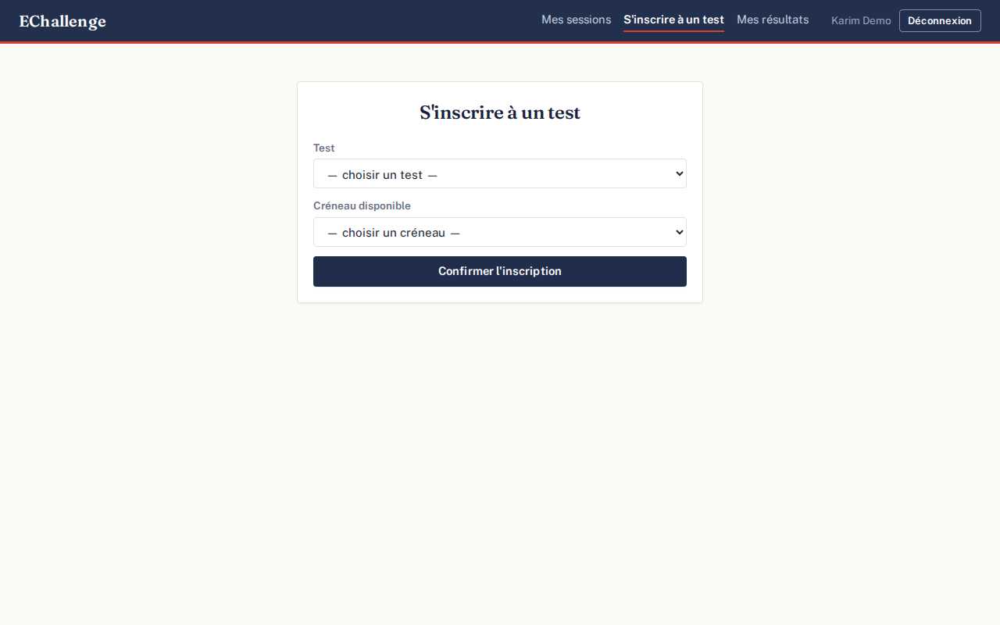 EChallenge
Mes sessions S'inscrire à un test Mes résultats Karim Demo Déconnexion
S'inscrire à un test
Test
— choisir un test —
Créneau disponible
— choisir un créneau —
Confirmer l'inscription